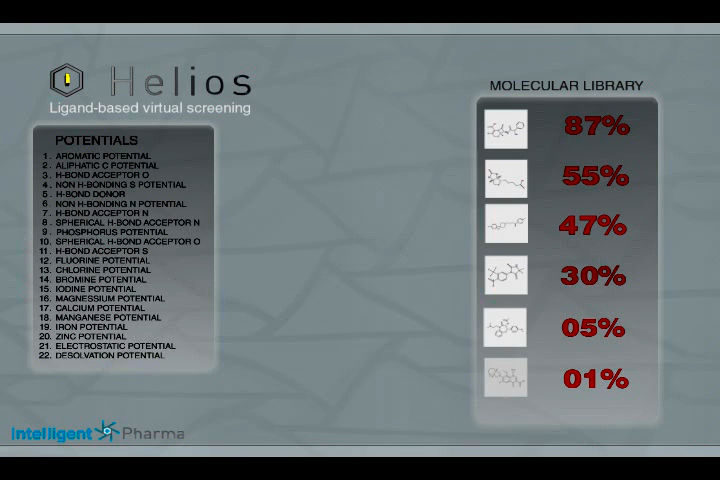 Helios
Ligand-based virtual screening
POTENTIALS
1. AROMATIC POTENTIAL
2. ALIPHATIC C POTENTIAL
3. H-BOND ACCEPTOR O
4. NON H-BONDING S POTENTIAL
5. H-BOND DONOR
6. NON H-BONDING N POTENTIAL
7. H-BOND ACCEPTOR N
8. SPHERICAL H-BOND ACCEPTOR N
9. PHOSPHORUS POTENTIAL
10. SPHERICAL H-BOND ACCEPTOR O
11. H-BOND ACCEPTOR S
12. FLUORINE POTENTIAL
13. CHLORINE POTENTIAL
14. BROMINE POTENTIAL
15. IODINE POTENTIAL
16. MAGNESSIUM POTENTIAL
17. CALCIUM POTENTIAL
18. MANGANESE POTENTIAL
19. IRON POTENTIAL
20. ZINC POTENTIAL
21. ELECTROSTATIC POTENTIAL
22. DESOLVATION POTENTIAL
MOLECULAR LIBRARY
87%
55%
47%
30%
05%
01%
Intelligent Pharma